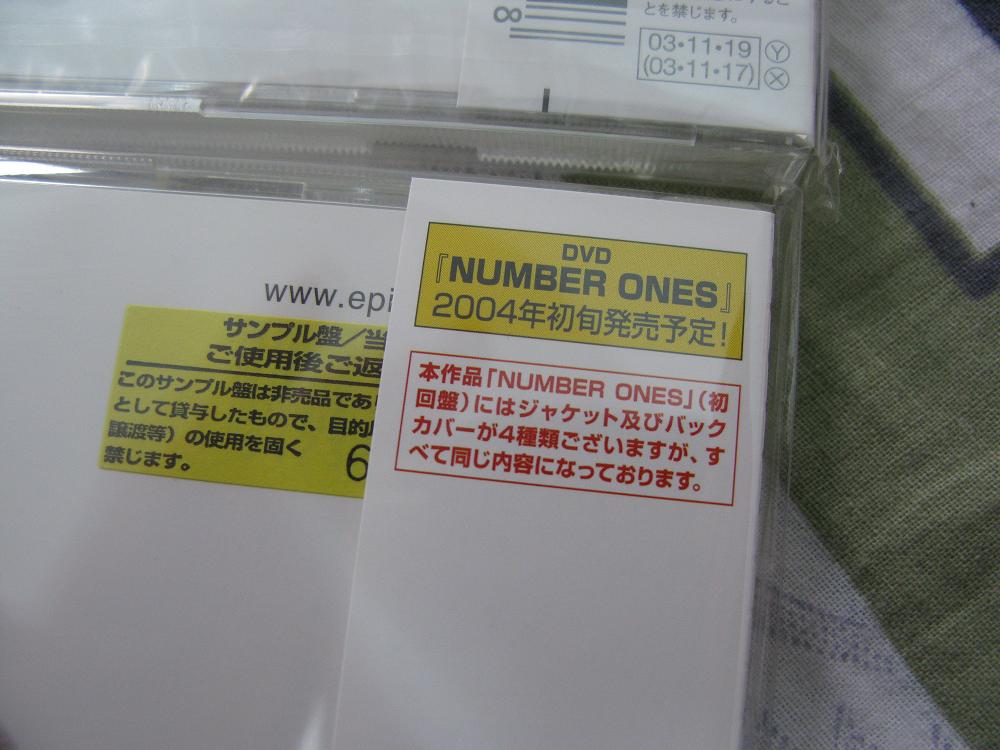 とを禁じます。
8
03•11•19 Ⓨ
(03•11•17) Ⓧ
www.epi
サンプル盤／当
ご使用後ご返
このサンプル盤は非売品であ
として貸与したもので、目的
譲渡等）の使用を固く
禁じます。
6
DVD
『NUMBER ONES』
2004年初旬発売予定!
本作品「NUMBER ONES」（初
回盤）にはジャケット及びバック
カバーが4種類ございますが、す
べて同じ内容になっております。